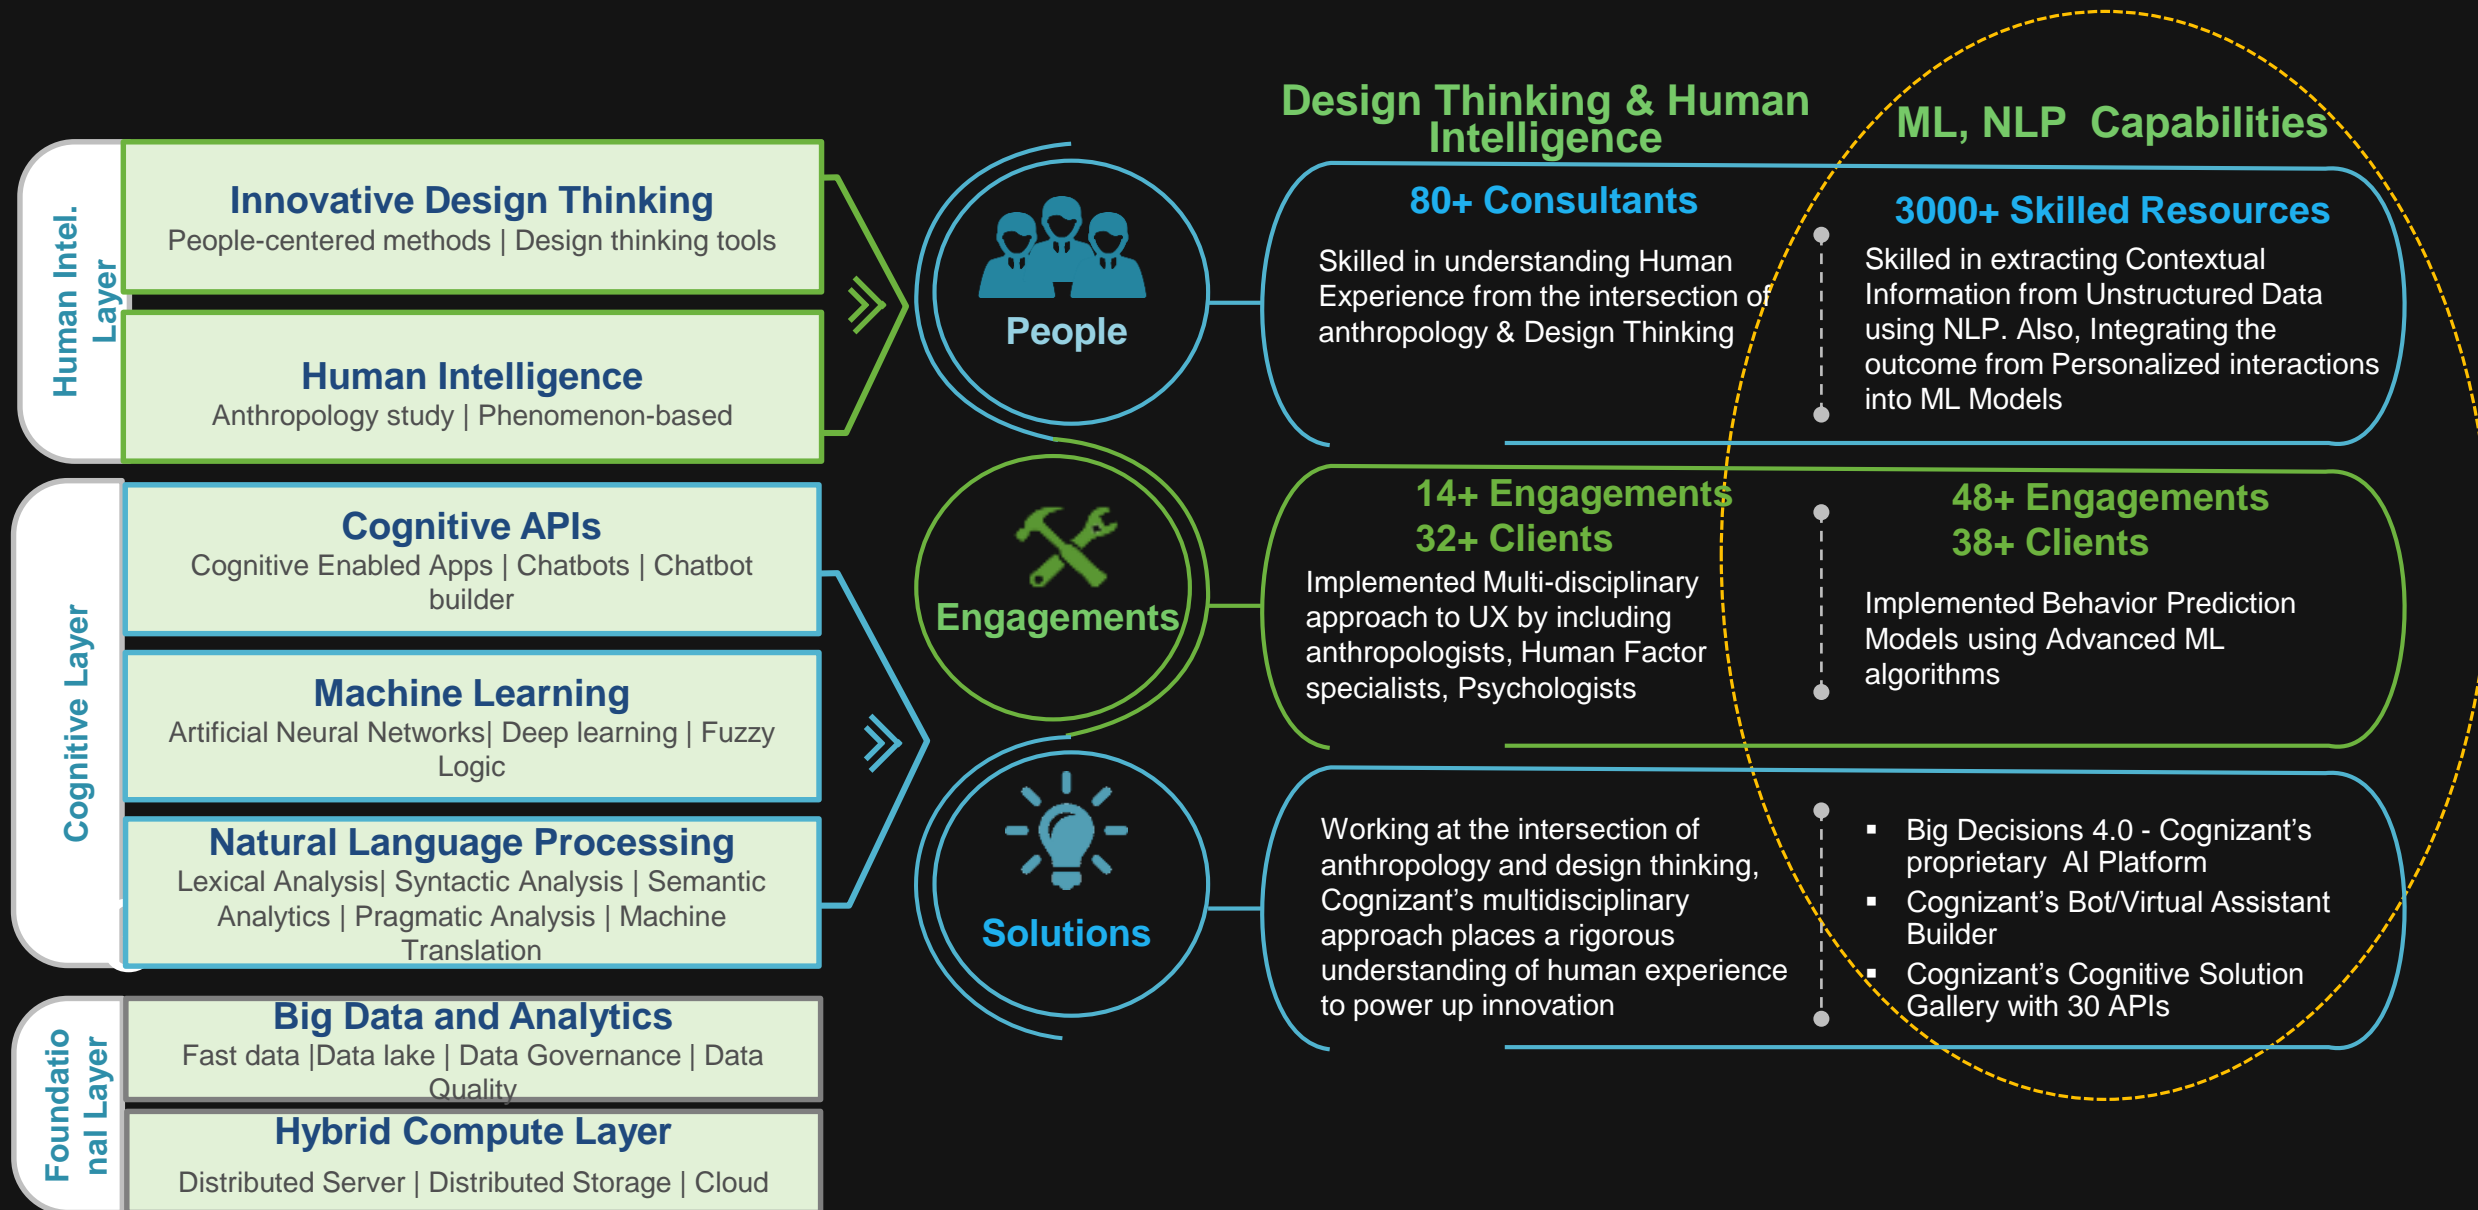 Human Intel.
Layer
Innovative Design Thinking
People-centered methods | Design thinking tools
Human Intelligence
Anthropology study | Phenomenon-based
Cognitive Layer
Cognitive APIs
Cognitive Enabled Apps | Chatbots | Chatbot
builder
Machine Learning
Artificial Neural Networks| Deep learning | Fuzzy
Logic
Natural Language Processing
Lexical Analysis| Syntactic Analysis | Semantic
Analytics | Pragmatic Analysis | Machine
Translation
Foundatio
nal Layer
Big Data and Analytics
Fast data |Data lake | Data Governance | Data
Quality
Hybrid Compute Layer
Distributed Server | Distributed Storage | Cloud
Design Thinking & Human
Intelligence
ML, NLP Capabilities
People
80+ Consultants
Skilled in understanding Human
Experience from the intersection of
anthropology & Design Thinking
3000+ Skilled Resources
Skilled in extracting Contextual
Information from Unstructured Data
using NLP. Also, Integrating the
outcome from Personalized interactions
into ML Models
Engagements
14+ Engagements
32+ Clients
Implemented Multi-disciplinary
approach to UX by including
anthropologists, Human Factor
specialists, Psychologists
48+ Engagements
38+ Clients
Implemented Behavior Prediction
Models using Advanced ML
algorithms
Solutions
Working at the intersection of
anthropology and design thinking,
Cognizant’s multidisciplinary
approach places a rigorous
understanding of human experience
to power up innovation
▪ Big Decisions 4.0 - Cognizant’s
proprietary AI Platform
▪ Cognizant’s Bot/Virtual Assistant
Builder
▪ Cognizant’s Cognitive Solution
Gallery with 30 APIs